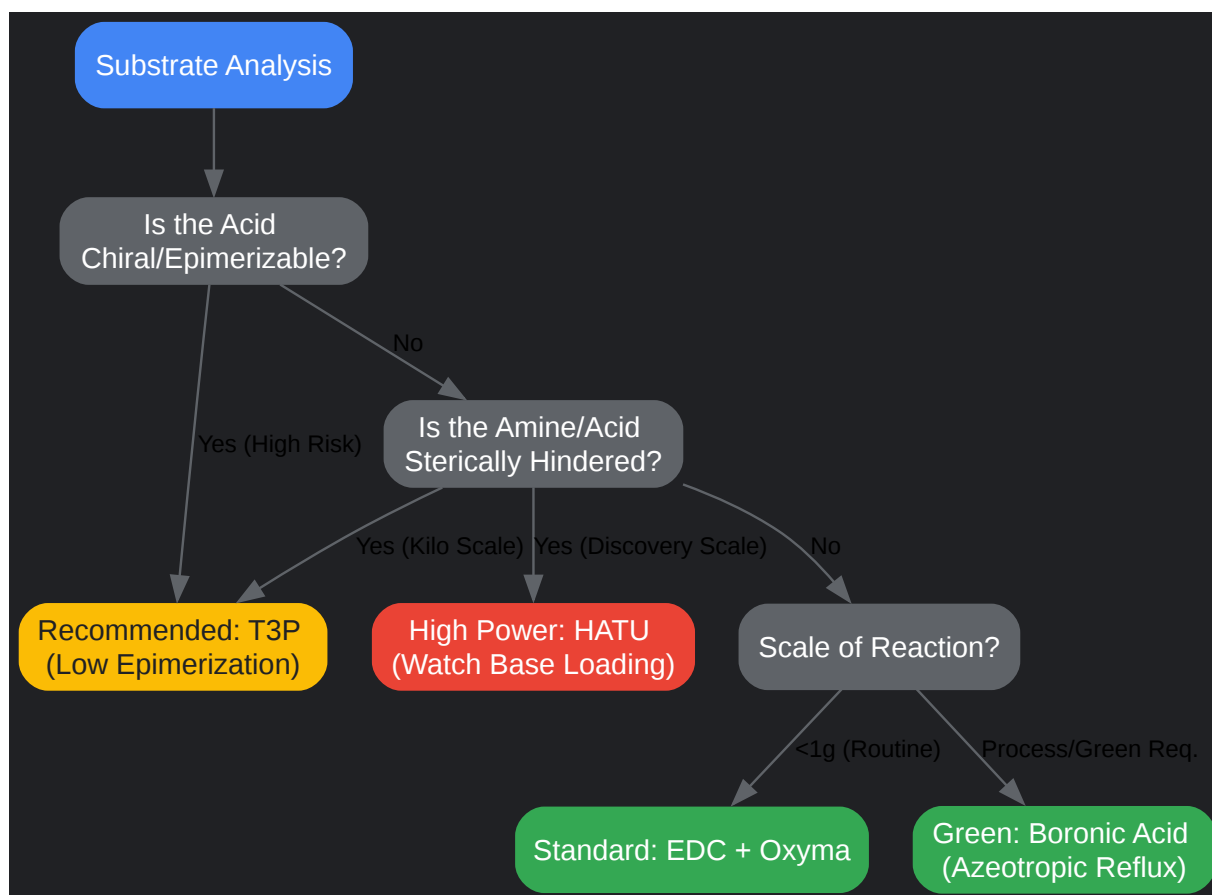 Substrate Analysis
Is the Acid
Chiral/Epimerizable?
No
Yes (High Risk)
Is the Amine/Acid
Sterically Hindered?
Yes (Kilo Scale)
Yes (Discovery Scale)
No
Recommended: T3P
(Low Epimerization)
High Power: HATU
(Watch Base Loading)
Scale of Reaction?
<1g (Routine)
Process/Green Req.
Standard: EDC + Oxyma
Green: Boronic Acid
(Azeotropic Reflux)